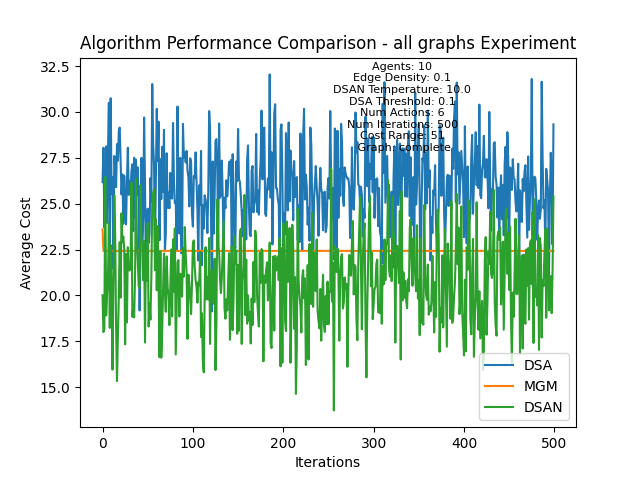 Algorithm Performance Comparison - all graphs Experiment
Agents: 10
Edge Density: 0.1
DSAN Temperature: 10.0
DSA Threshold: 0.1
Num Actions: 6
Num Iterations: 500
Cost Range: 51
Graph: complete
Average Cost
32.5
30.0
27.5
25.0
22.5
20.0
17.5
15.0
0
100
200
300
400
500
Iterations
DSA
MGM
DSAN